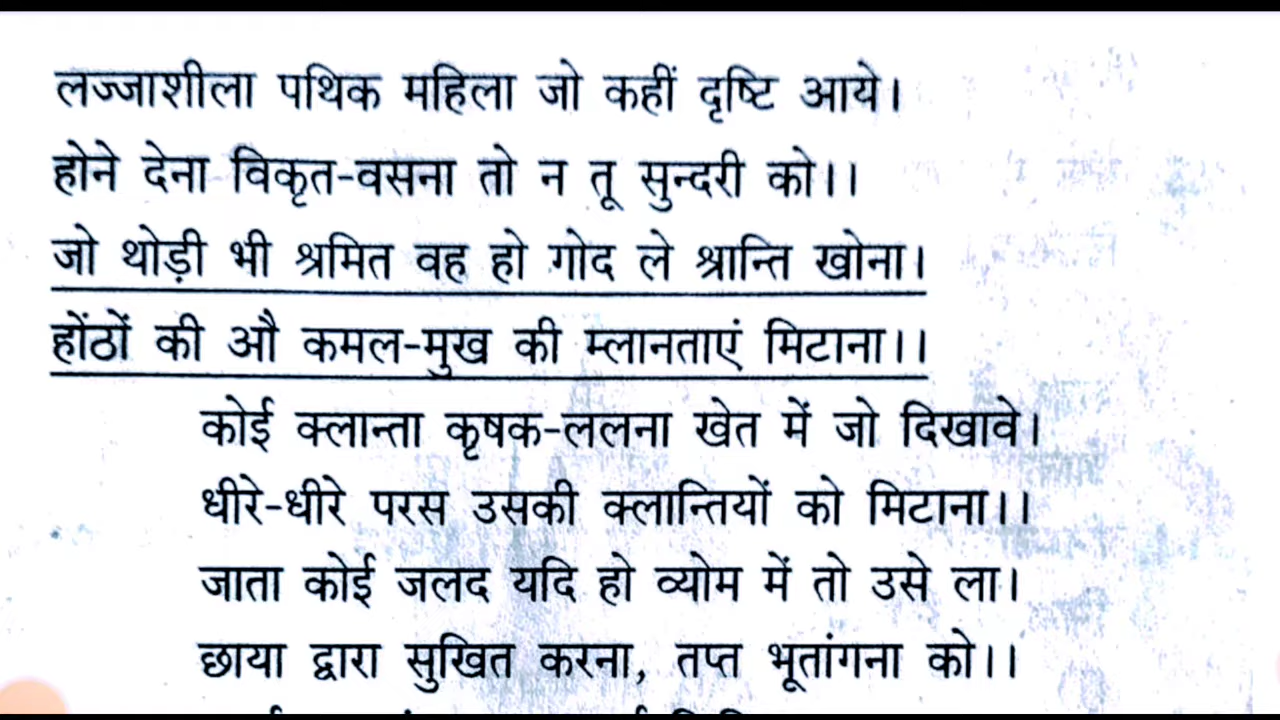 लज्जाशीला पथिक महिला जो कहीं दृष्टि आये।
होने देना विकृत-वसना तो न तू सुन्दरी को।।
जो थोड़ी भी श्रमित वह हो गोद ले श्रान्ति खोना।
होंठों की औ कमल-मुख की म्लानताएं मिटाना।।
कोई क्लान्ता कृषक-ललना खेत में जो दिखावे।
धीरे-धीरे परस उसकी क्लान्तियों को मिटाना।।
जाता कोई जलद यदि हो व्योम में तो उसे ला।
छाया द्वारा सुखित करना, तप्त भूतांगना को।।